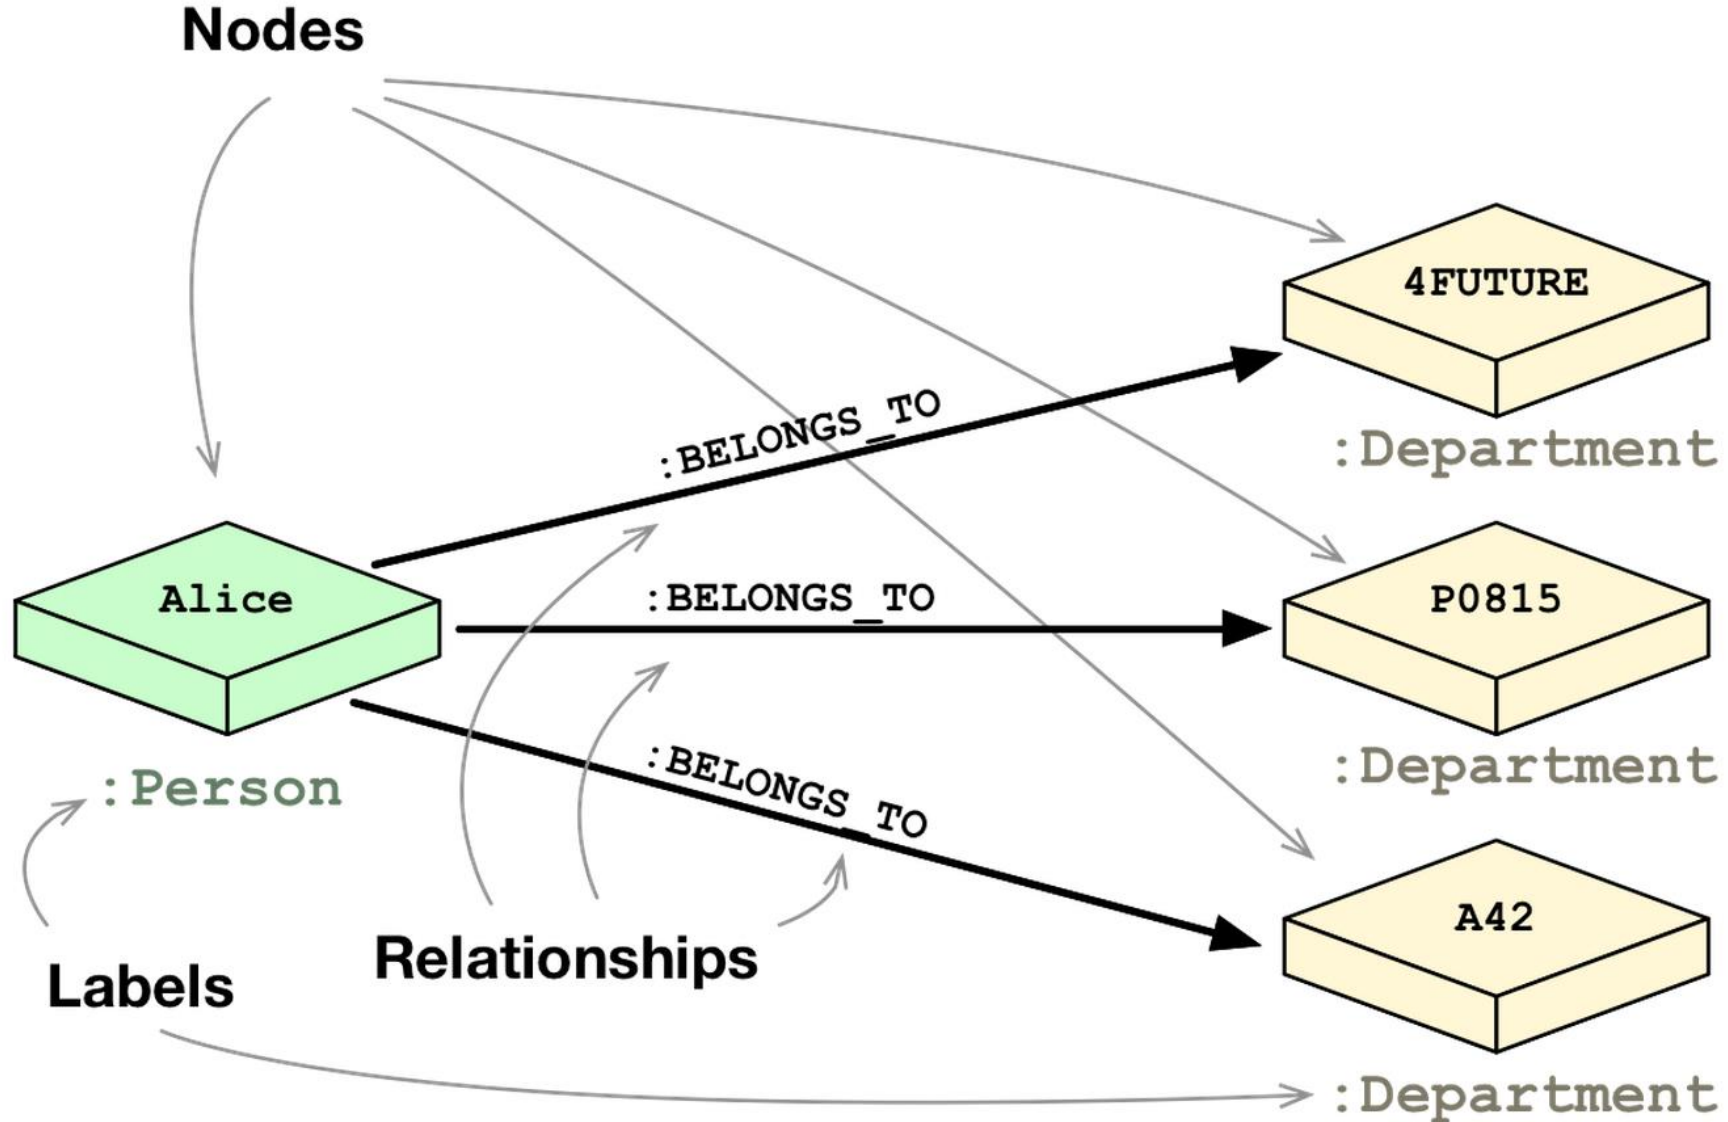 Nodes
4FUTURE
:BELONGS_TO
:Department
Alice
:BELONGS_TO
P0815
:Person
:BELONGS_TO
:Department
A42
Relationships
Labels
:Department